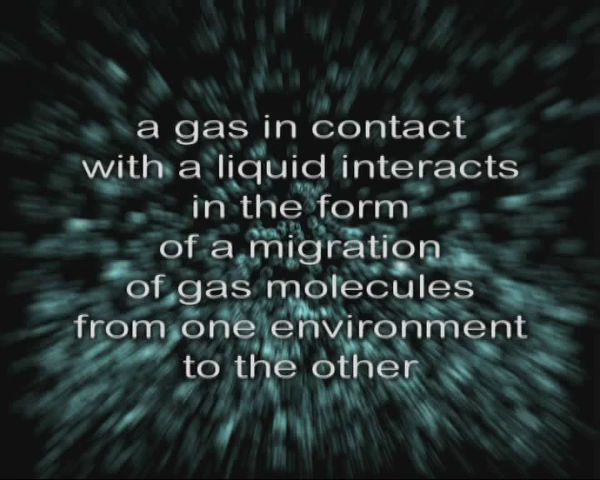 a gas in contact
with a liquid interacts
in the form
of a migration
of gas molecules
from one environment
to the other